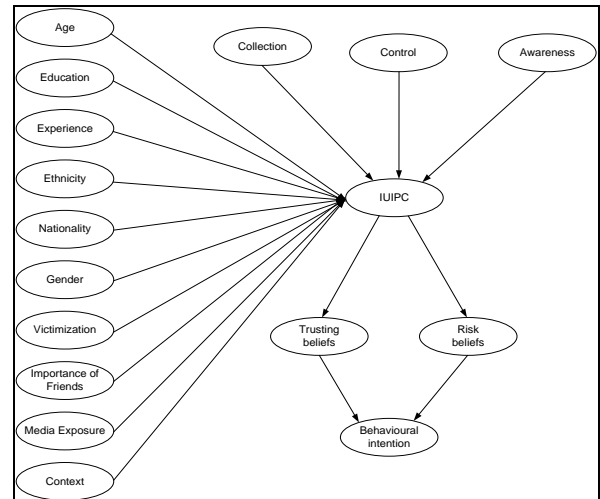 Age
Education
Experience
Ethnicity
Nationality
Gender
Victimization
Importance of
Friends
Media Exposure
Context
Collection
Control
Awareness
IUIPC
Trusting
beliefs
Risk
beliefs
Behavioural
intention